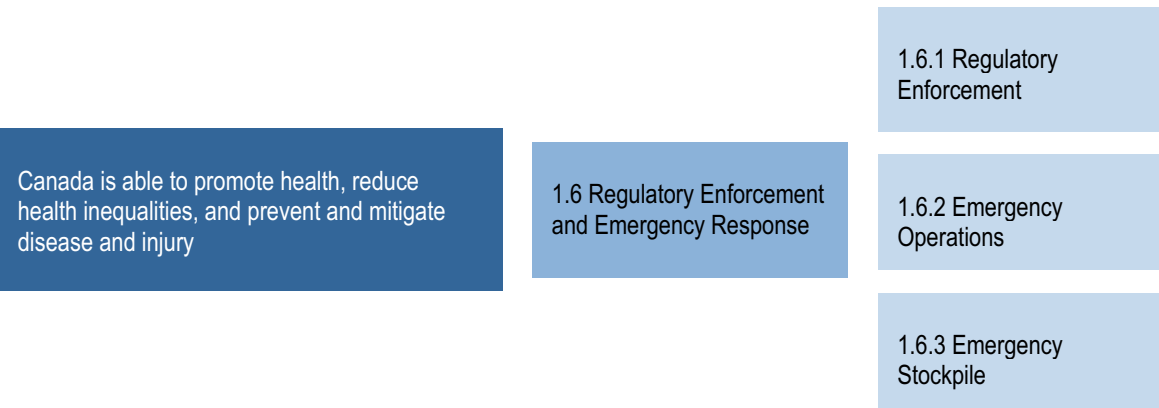 Canada is able to promote health, reduce
health inequalities, and prevent and mitigate
disease and injury
1.6 Regulatory Enforcement
and Emergency Response
1.6.1 Regulatory
Enforcement
1.6.2 Emergency
Operations
1.6.3 Emergency
Stockpile